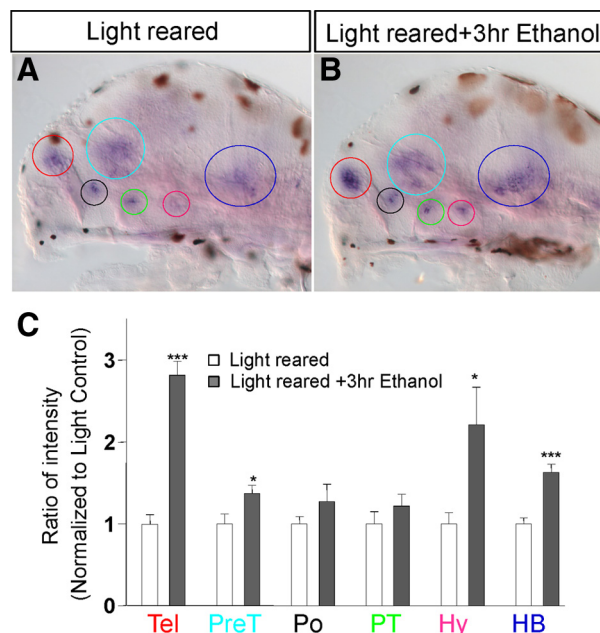 Light reared
Light reared+3hr Ethanol
A
B
C
Ratio of intensity
(Normalized to Light Control)
3
2
1
0
Light reared
Light reared +3hr Ethanol
***
*
*
***
Tel PreT Po PT Hy HB